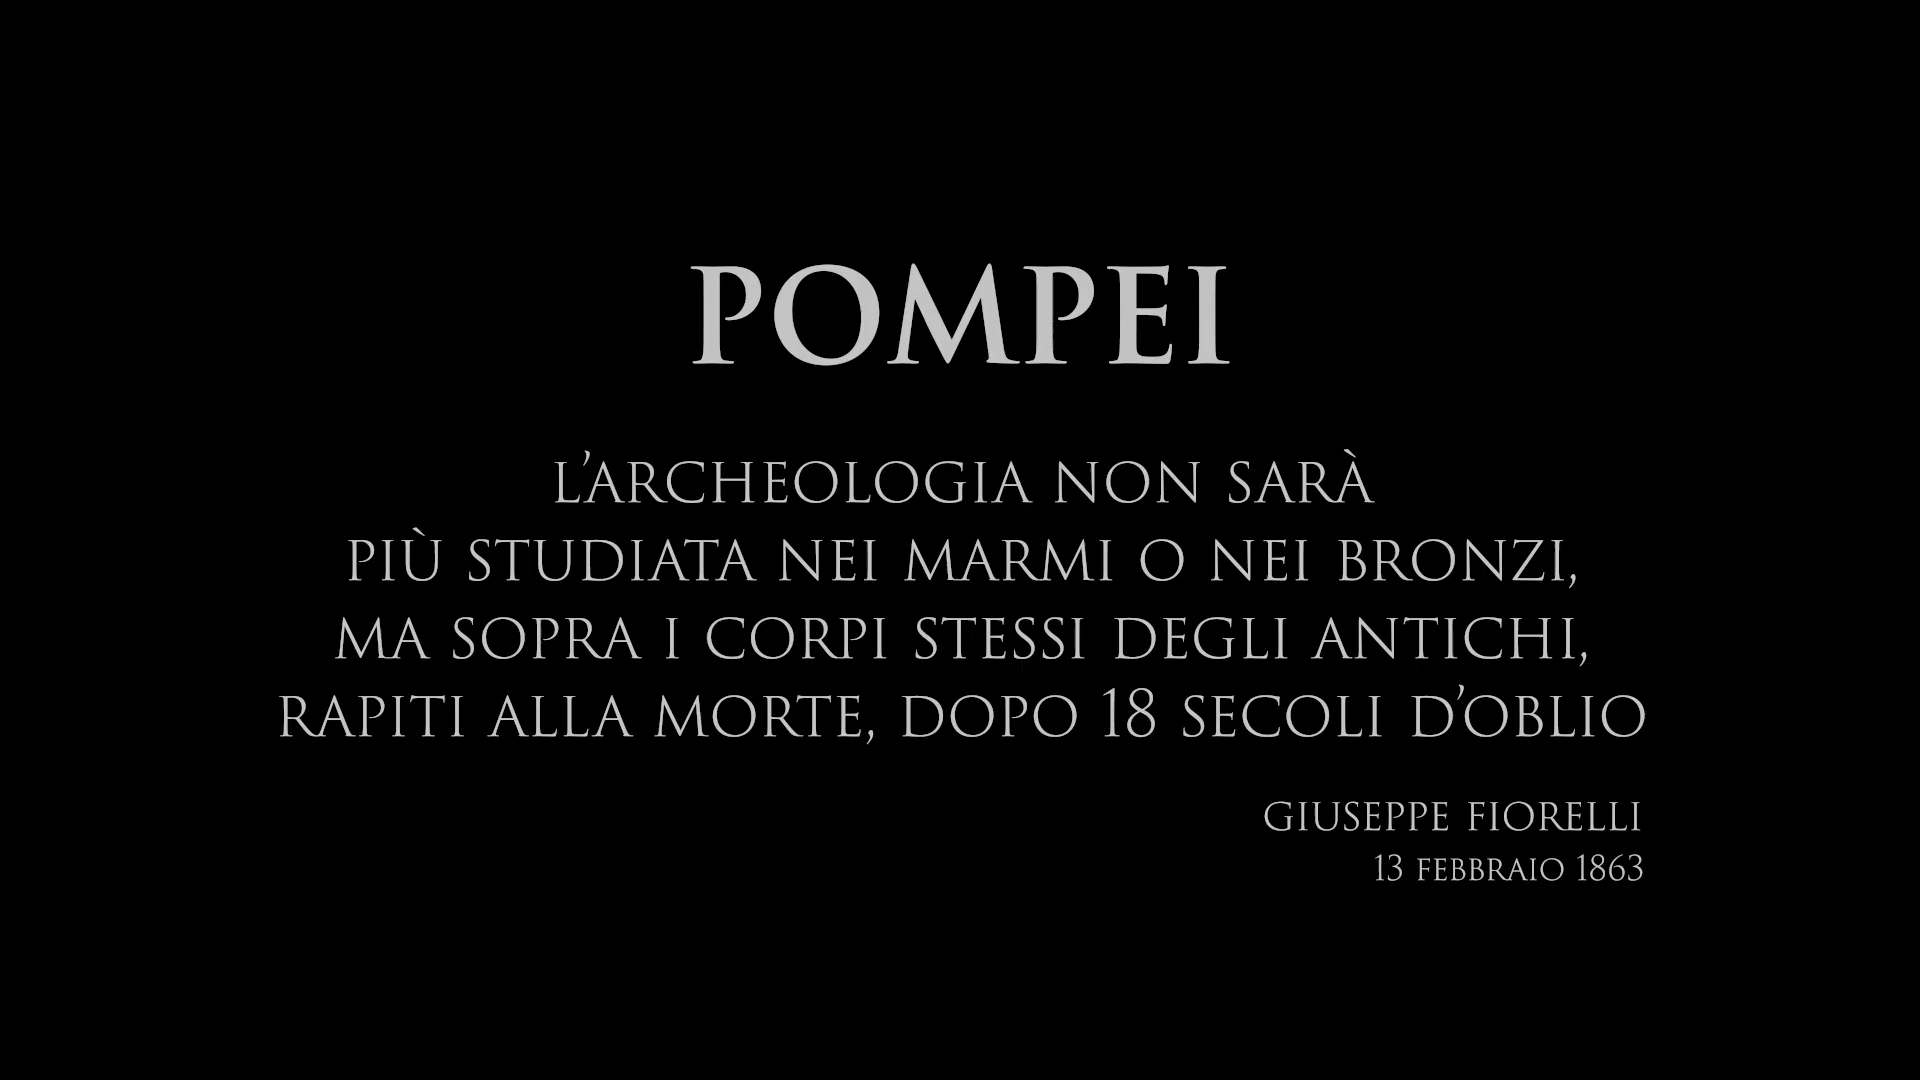 POMPEI
L’ARCHEOLOGIA NON SARÀ
PIÙ STUDIATA NEI MARMI O NEI BRONZI,
MA SOPRA I CORPI STESSI DEGLI ANTICHI,
RAPITI ALLA MORTE, DOPO 18 SECOLI D’OBLIO
GIUSEPPE FIORELLI
13 FEBBRAIO 1863